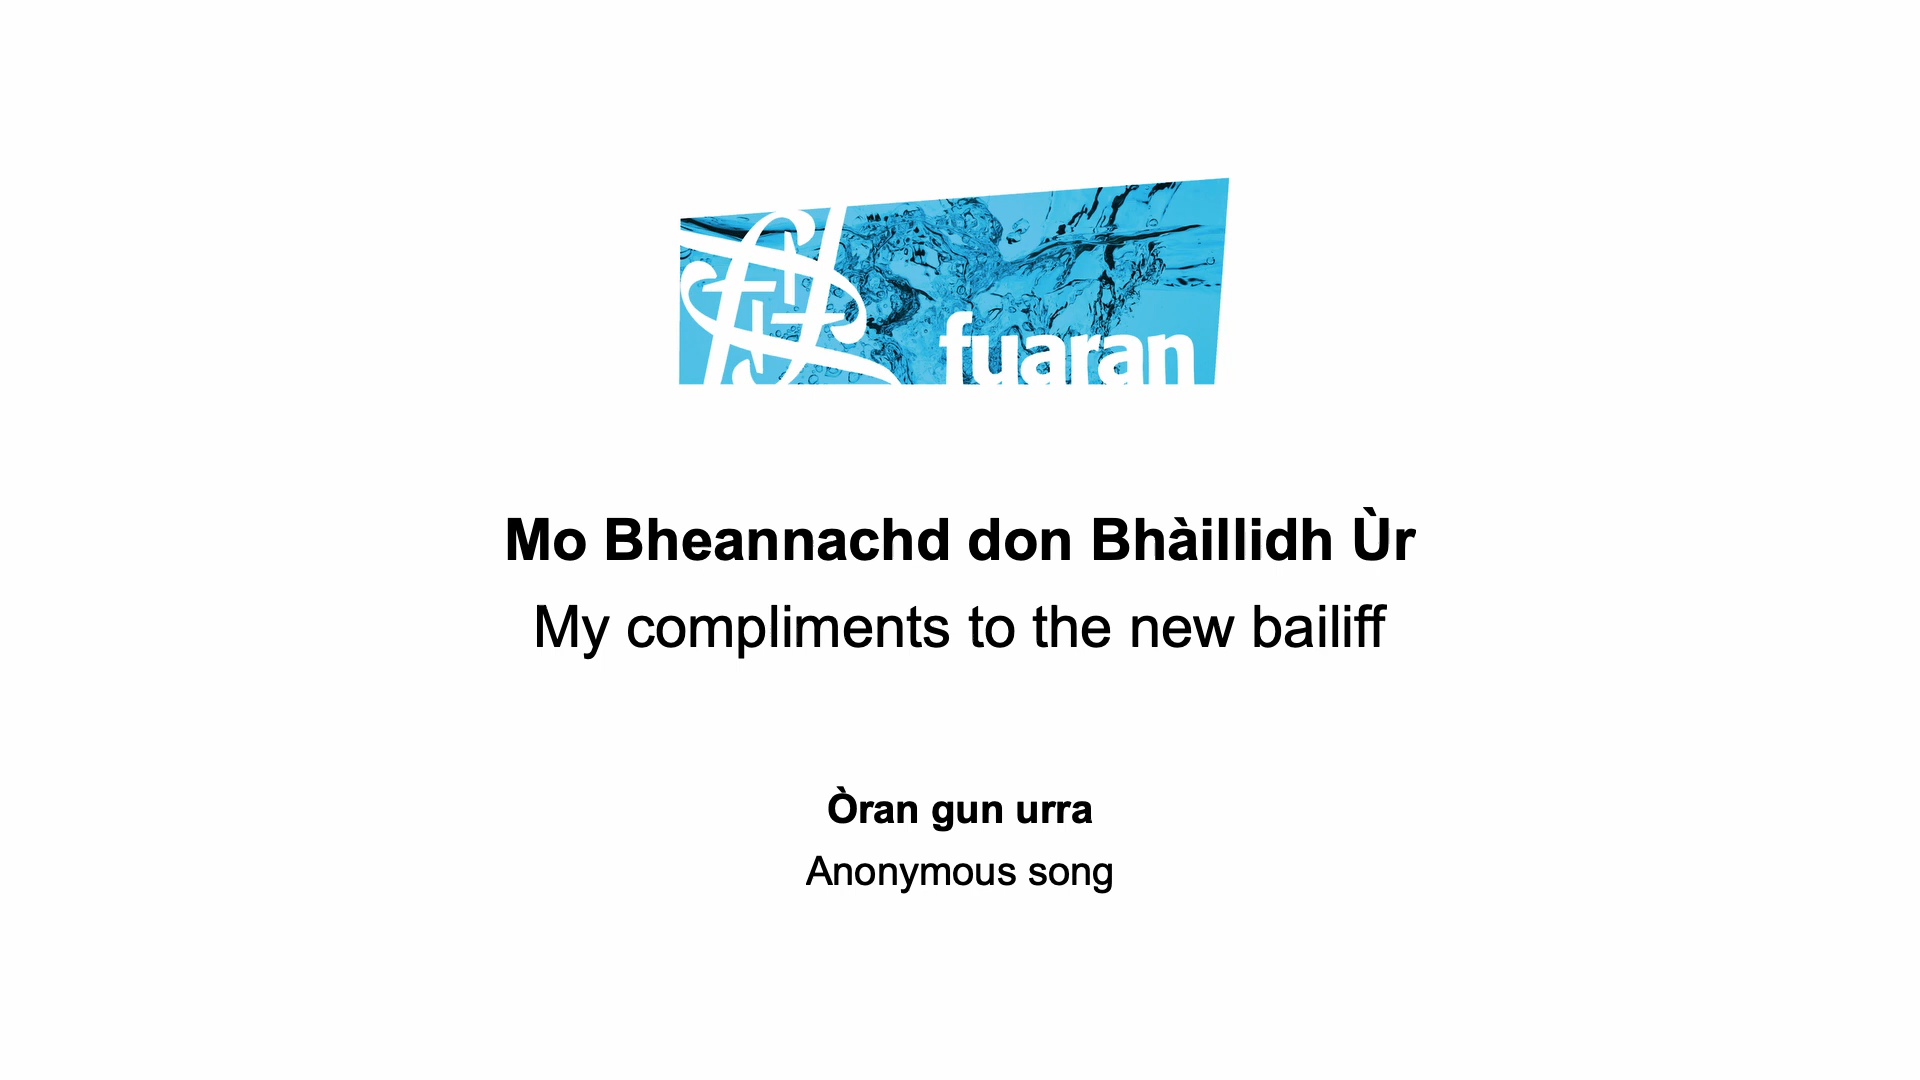 fuaran
Mo Bheannachd don Bhàillidh Ùr
My compliments to the new bailiff
Òran gun urra
Anonymous song